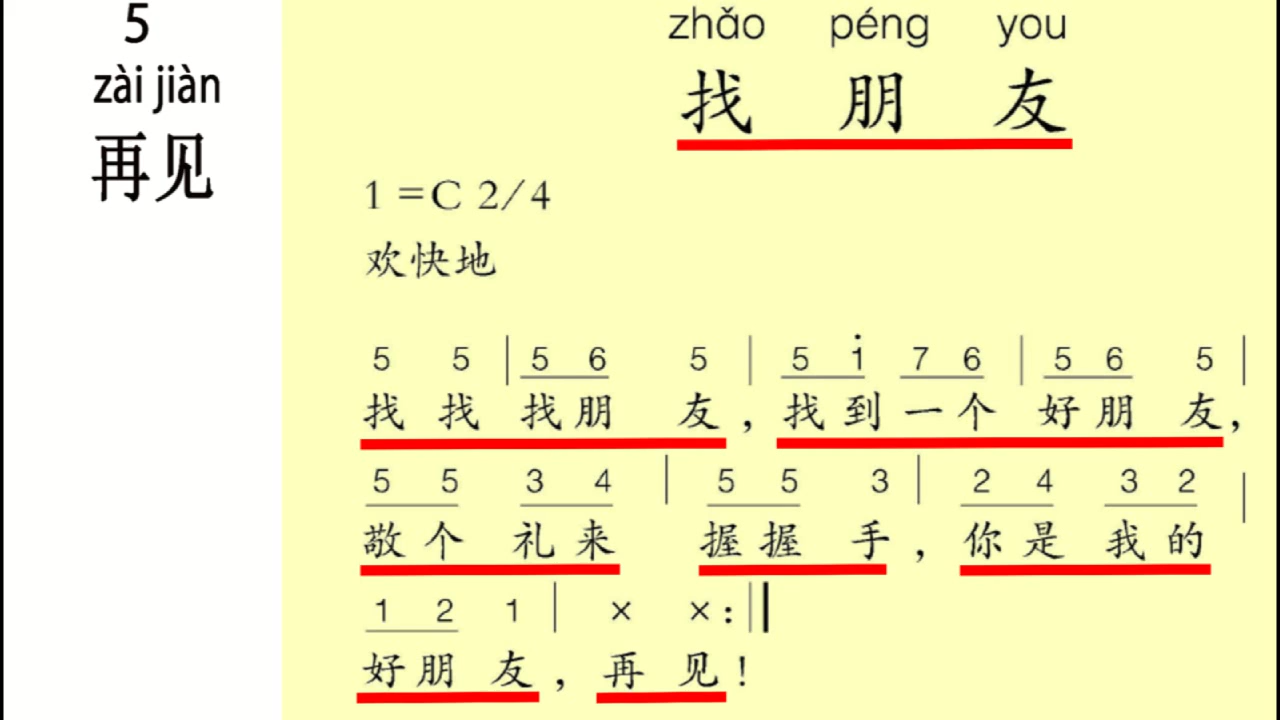 5
zài jiàn
再见
zhǎo péng you
找 朋 友
1 =C 2/4
欢快地
5 5 | 5 6 5 | 5 1̇ 7 6 | 5 6 5 |
找 找 找 朋 友 , 找 到 一 个 好 朋 友 ,
5 5 3 4 | 5 5 3 | 2 4 3 2 |
敬 个 礼 来 握 握 手 , 你 是 我 的
1 2 1 | × × :‖
好 朋 友 , 再 见 !